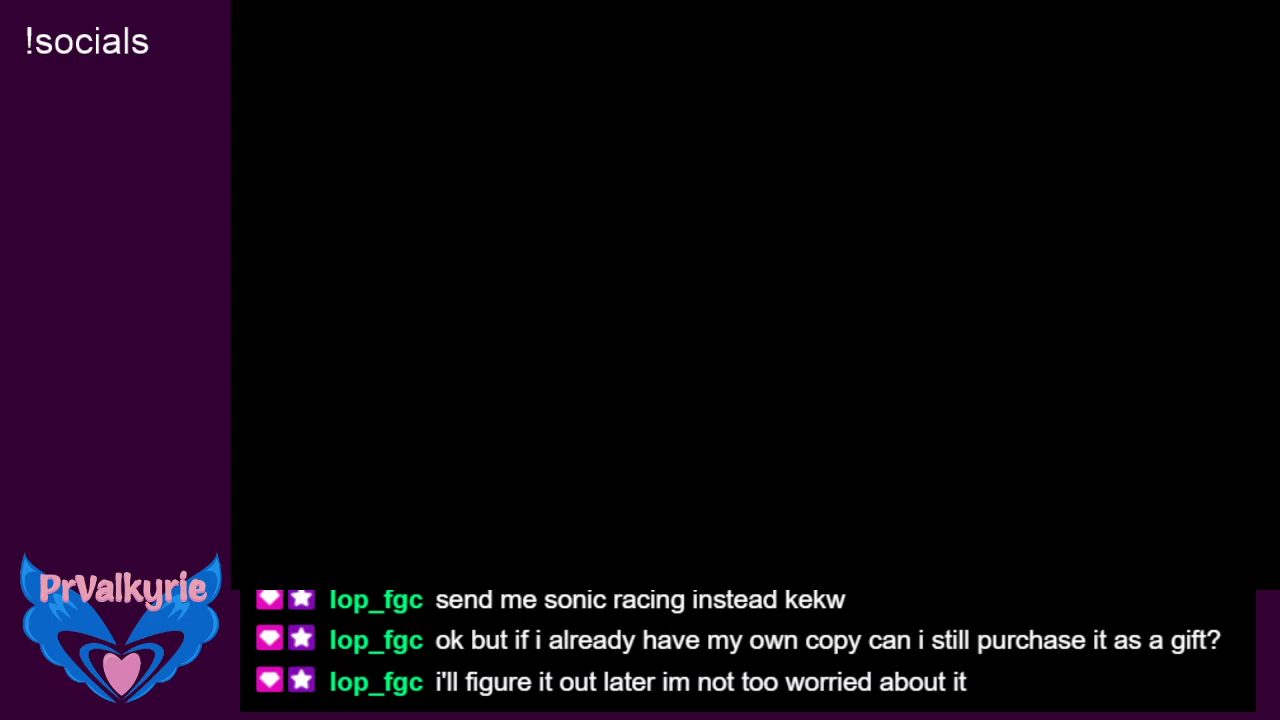 !socials
PrValkyrie
lop_fgc send me sonic racing instead kekw
lop_fgc ok but if i already have my own copy can i still purchase it as a gift?
lop_fgc i'll figure it out later im not too worried about it